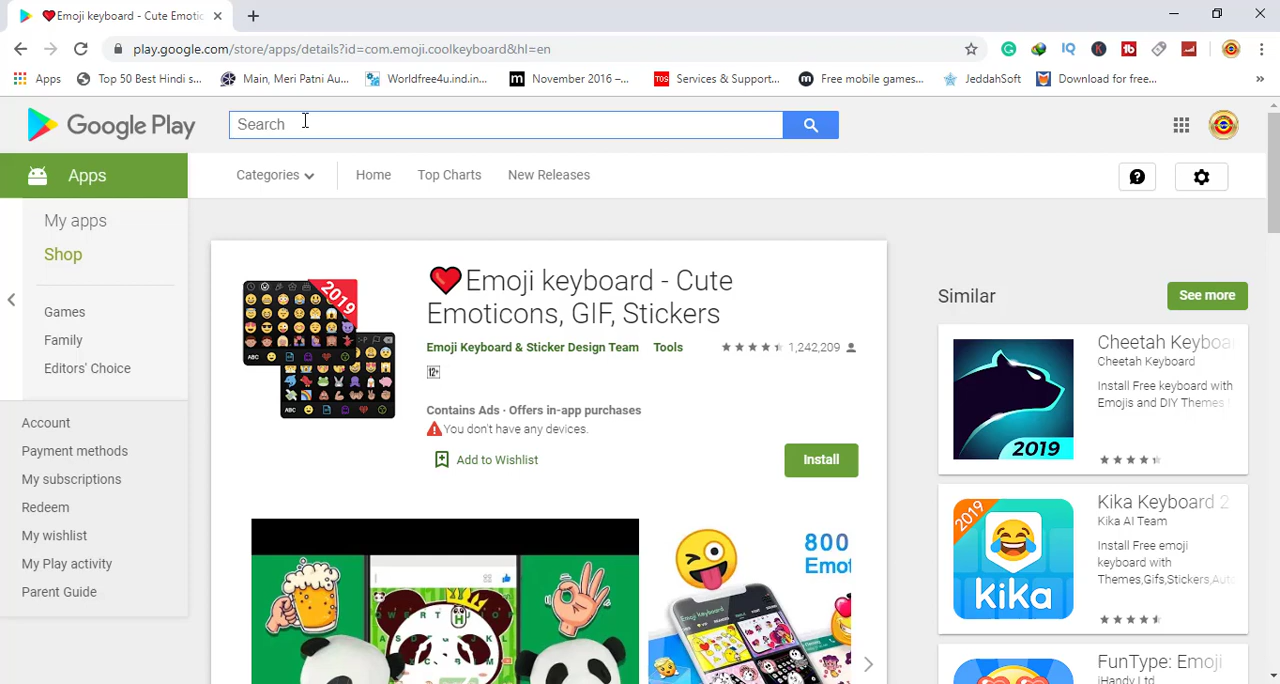 ❤Emoji keyboard - Cute Emotic
play.google.com/store/apps/details?id=com.emoji.coolkeyboard&hl=en
Apps
Top 50 Best Hindi s...
Main, Meri Patni Au...
Worldfree4u.ind.in...
November 2016 –...
TOS
Services & Support...
Free mobile games...
JeddahSoft
Download for free...
»
Google Play
Search
Apps
Categories
Home
Top Charts
New Releases
My apps
Shop
Games
Family
Editors' Choice
Account
Payment methods
My subscriptions
Redeem
My wishlist
My Play activity
Parent Guide
2019
ABC
ABC
❤Emoji keyboard - Cute
Emoticons, GIF, Stickers
Emoji Keyboard & Sticker Design Team Tools
1,242,209
12+
Contains Ads · Offers in-app purchases
You don't have any devices.
Add to Wishlist
Install
800
Emot
Emoji Keyboard
Similar
See more
2019
Cheetah Keyboa
Cheetah Keyboard
Install Free keyboard with
Emojis and DIY Themes
2019
kika
Kika Keyboard 2
Kika AI Team
Install Free emoji
keyboard with
Themes,Gifs,Stickers,Auto
FunType: Emoji
iHandy Ltd.